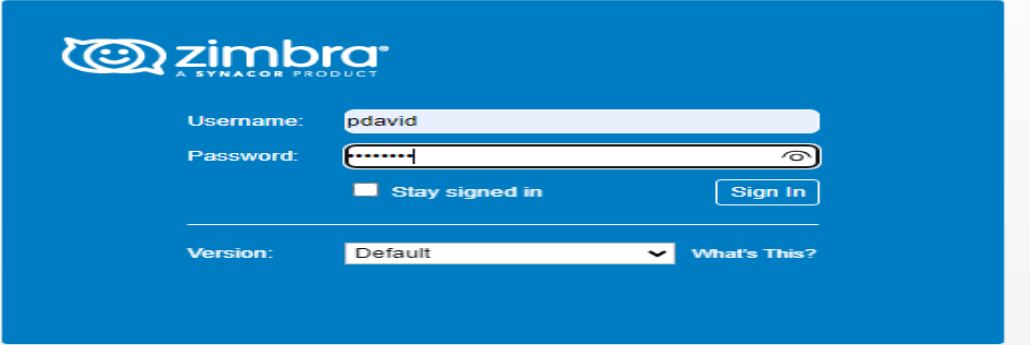 zimbra®
A SYNACOR PRODUCT
Username: pdavid
Password: ••••••••
Stay signed in Sign In
Version: Default What's This?